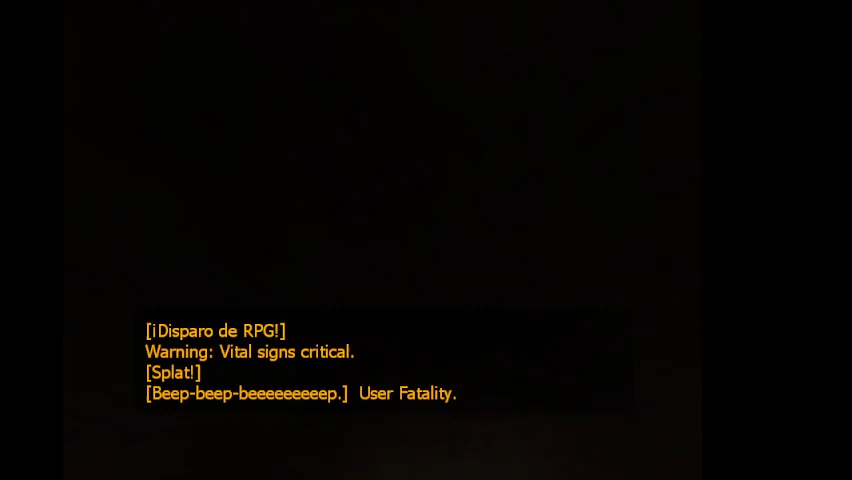 [¡Disparo de RPG!]
Warning: Vital signs critical.
[Splat!]
[Beep-beep-beeeeeeeeep.]  User Fatality.